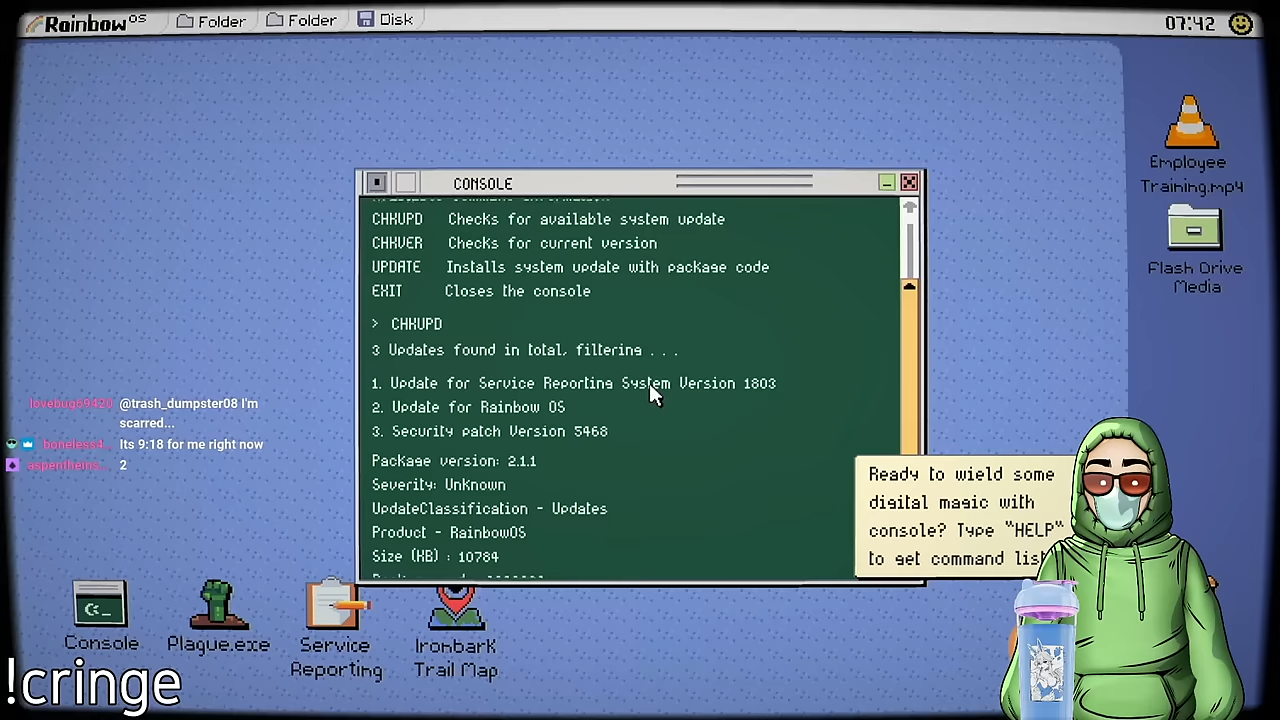 Rainbow OS
Folder
Folder
Disk
07:42
Employee
Training.mp4
Flash Drive
Media
CONSOLE
CHKUPD Checks for available system update
CHKVER Checks for current version
UPDATE Installs system update with package code
EXIT Closes the console
> CHKUPD
3 Updates found in total, filtering . . .
1. Update for Service Reporting System Version 1803
2. Update for Rainbow OS
3. Security patch Version 5468
Package version: 2.1.1
Severity: Unknown
UpdateClassification - Updates
Product - RainbowOS
Size (KB) : 10784
Ready to wield some
digital magic with
console? Type "HELP"
to get command list
lovebug69420 @trash_dumpster08 I'm
scarred...
boneless4... Its 9:18 for me right now
aspentheins... 2
Console
Plague.exe
Service
Reporting
Ironbark
Trail Map
!cringe